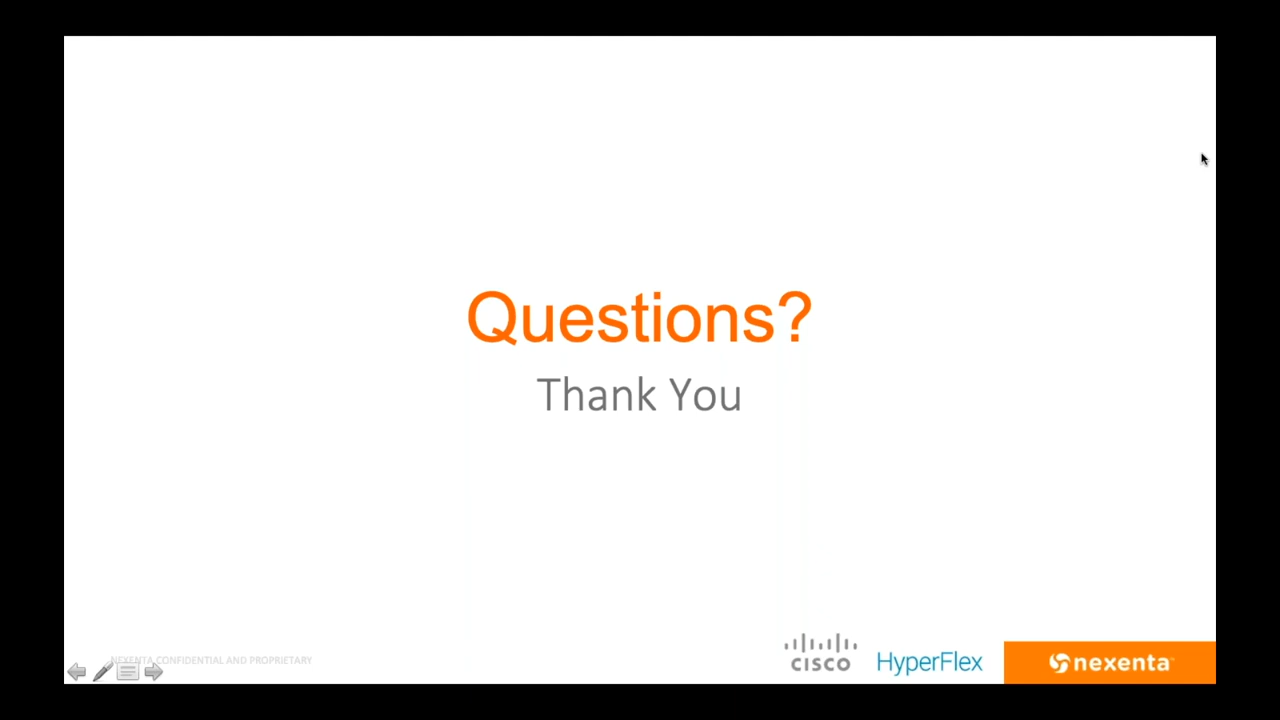 Questions?
Thank You
NEXENTA CONFIDENTIAL AND PROPRIETARY
CISCO
HyperFlex
nexenta